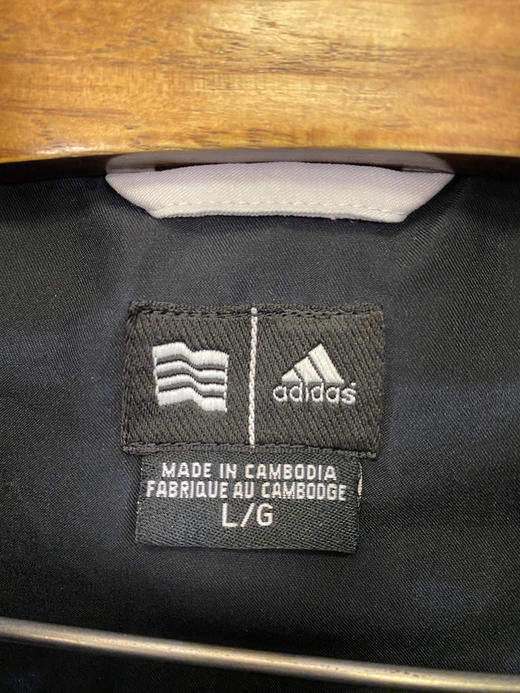 adidas
MADE IN CAMBODIA
FABRIQUE AU CAMBODGE
L/G